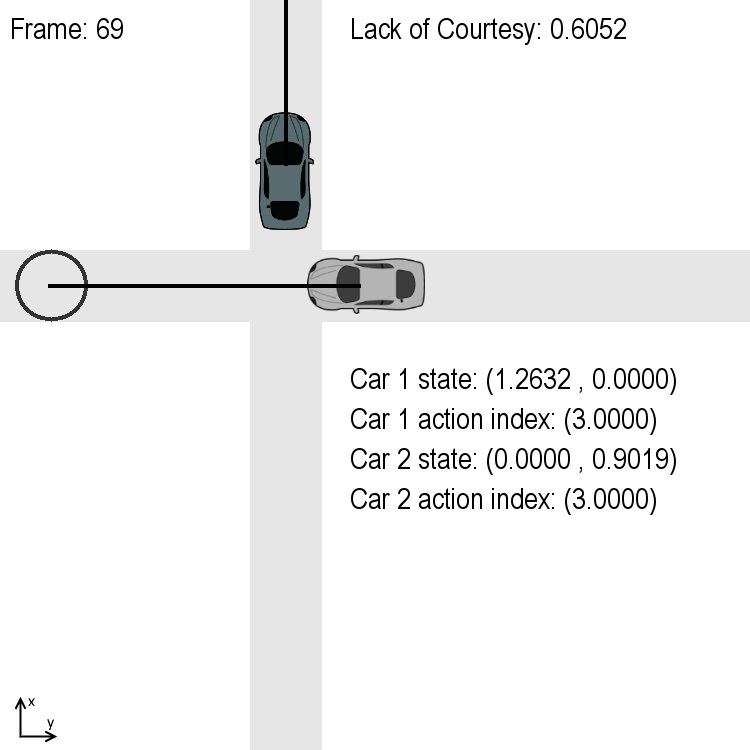 Frame: 69
Lack of Courtesy: 0.6052
Car 1 state: (1.2632 , 0.0000)
Car 1 action index: (3.0000)
Car 2 state: (0.0000 , 0.9019)
Car 2 action index: (3.0000)
x
y